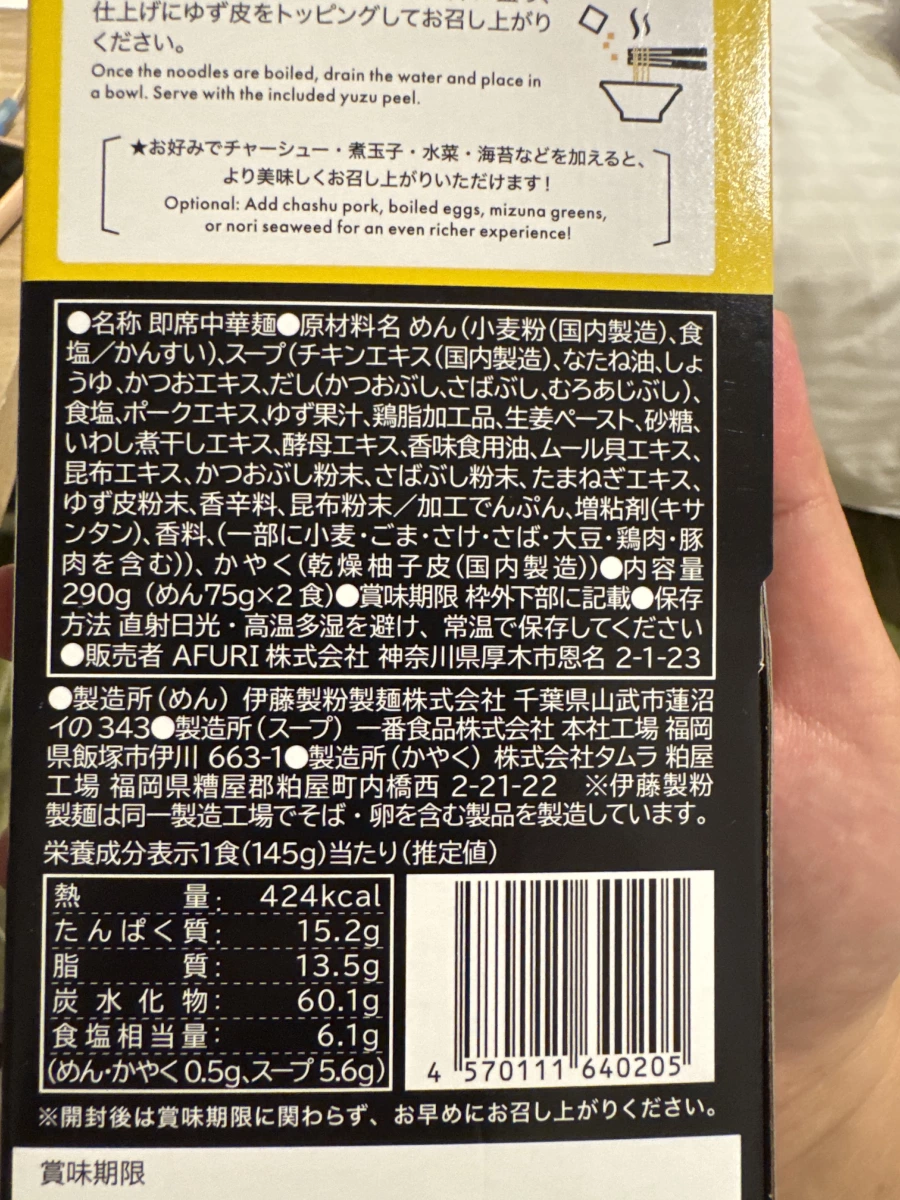 仕上げにゆず皮をトッピングしてお召し上がり
ください。
Once the noodles are boiled, drain the water and place in
a bowl. Serve with the included yuzu peel.
★お好みでチャーシュー・煮玉子・水菜・海苔などを加えると、
より美味しくお召し上がりいただけます!
Optional: Add chashu pork, boiled eggs, mizuna greens,
or nori seaweed for an even richer experience!
●名称 即席中華麺●原材料名 めん(小麦粉(国内製造)、食
塩/かんすい)、スープ(チキンエキス(国内製造)、なたね油、しょ
うゆ、かつおエキス、だし(かつおぶし、さばぶし、むろあじぶし)、
食塩、ポークエキス、ゆず果汁、鶏脂加工品、生姜ペースト、砂糖、
いわし煮干しエキス、酵母エキス、香味食用油、ムール貝エキス、
昆布エキス、かつおぶし粉末、さばぶし粉末、たまねぎエキス、
ゆず皮粉末、香辛料、昆布粉末/加工でんぷん、増粘剤(キサ
ンタン)、香料、(一部に小麦・ごま・さけ・さば・大豆・鶏肉・豚
肉を含む))、かやく(乾燥柚子皮(国内製造))●内容量
290g(めん75g×2食)●賞味期限 枠外下部に記載●保存
方法 直射日光・高温多湿を避け、常温で保存してください
●販売者 AFURI株式会社 神奈川県厚木市恩名 2-1-23
●製造所(めん) 伊藤製粉製麺株式会社 千葉県山武市蓮沼
イの343●製造所(スープ) 一番食品株式会社 本社工場 福岡
県飯塚市伊川 663-1●製造所(かやく) 株式会社タムラ 粕屋
工場 福岡県糟屋郡粕屋町内橋西 2-21-22 ※伊藤製粉
製麺は同一製造工場でそば・卵を含む製品を製造しています。
栄養成分表示1食(145g)当たり(推定値)
熱量: 424kcal
たんぱく質: 15.2g
脂質: 13.5g
炭水化物: 60.1g
食塩相当量: 6.1g
(めん・かやく0.5g、スープ5.6g)
4 570111 640205
※開封後は賞味期限に関わらず、お早めにお召し上がりください。
賞味期限